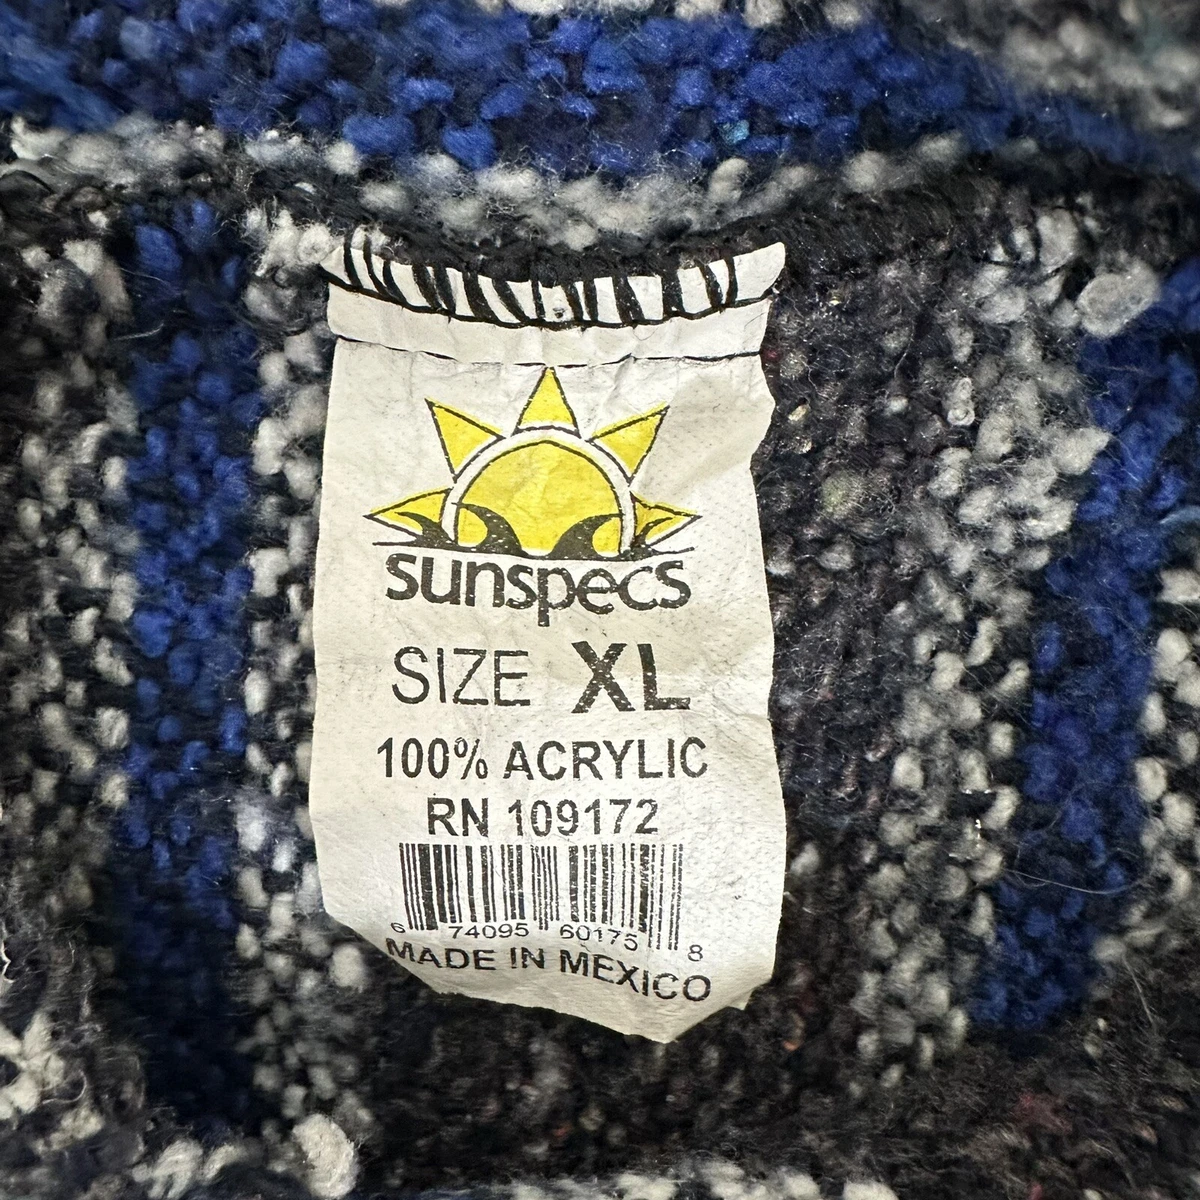 sunspecs
SIZE XL
100% ACRYLIC
RN 109172
6 74095 60175 8
MADE IN MEXICO